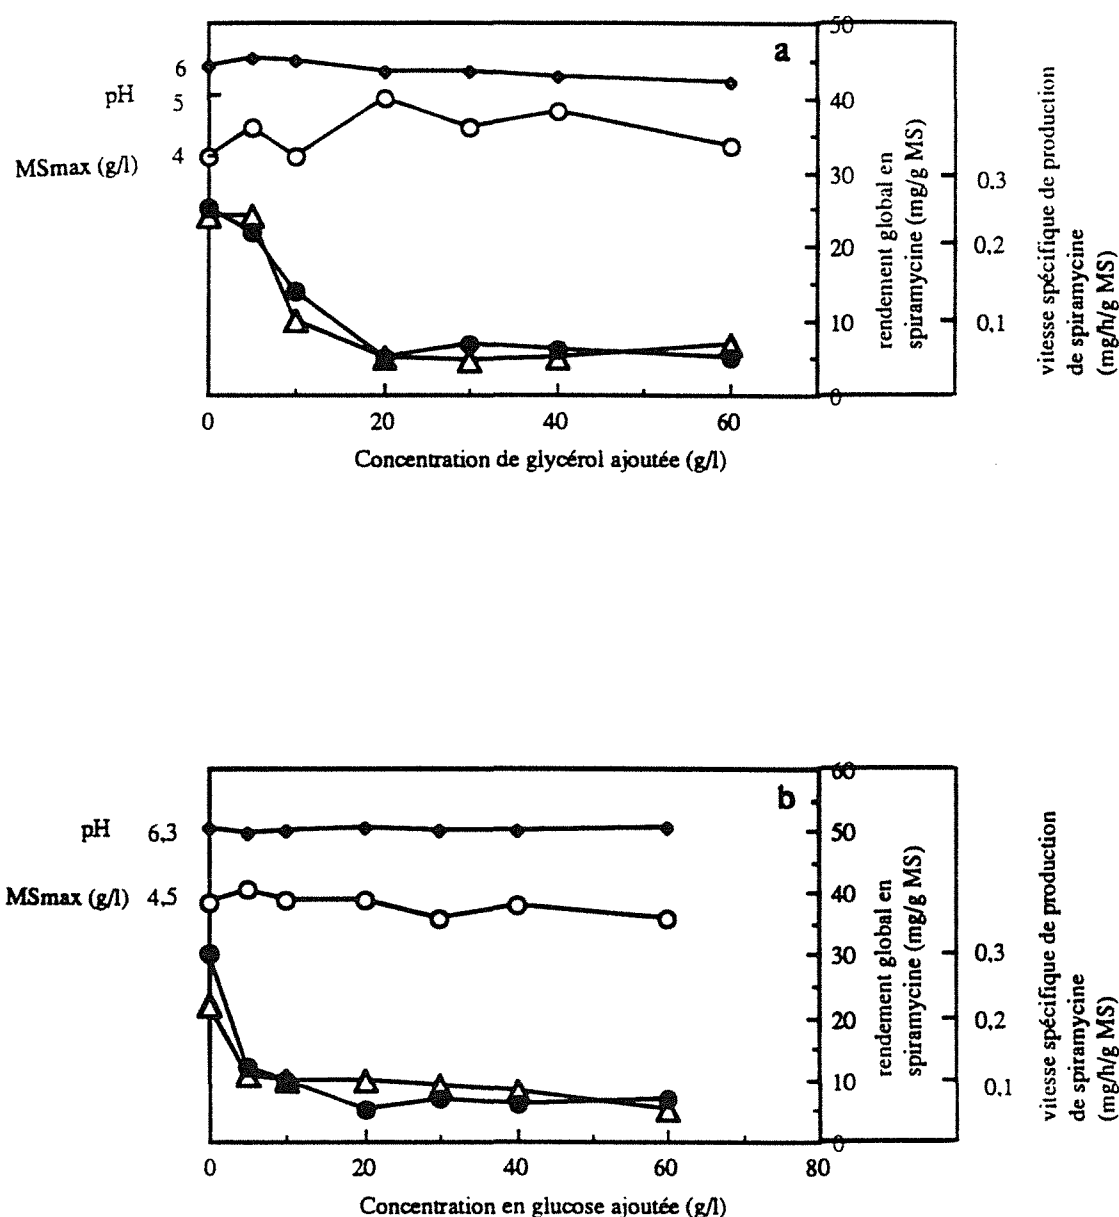 a
50
40
30
20
10
0
pH
6
5
MSmax (g/l)
4
rendement global en
spiramycine (mg/g MS)
0.3
0.2
0.1
vitesse spécifique de production
de spiramycine
(mg/h/g MS)
0
20
40
60
Concentration de glycérol ajoutée (g/l)
b
60
50
40
30
20
10
0
pH
6,3
MSmax (g/l)
4,5
rendement global en
spiramycine (mg/g MS)
0,3
0,2
0,1
vitesse spécifique de production
de spiramycine
(mg/h/g MS)
0
20
40
60
80
Concentration en glucose ajoutée (g/l)